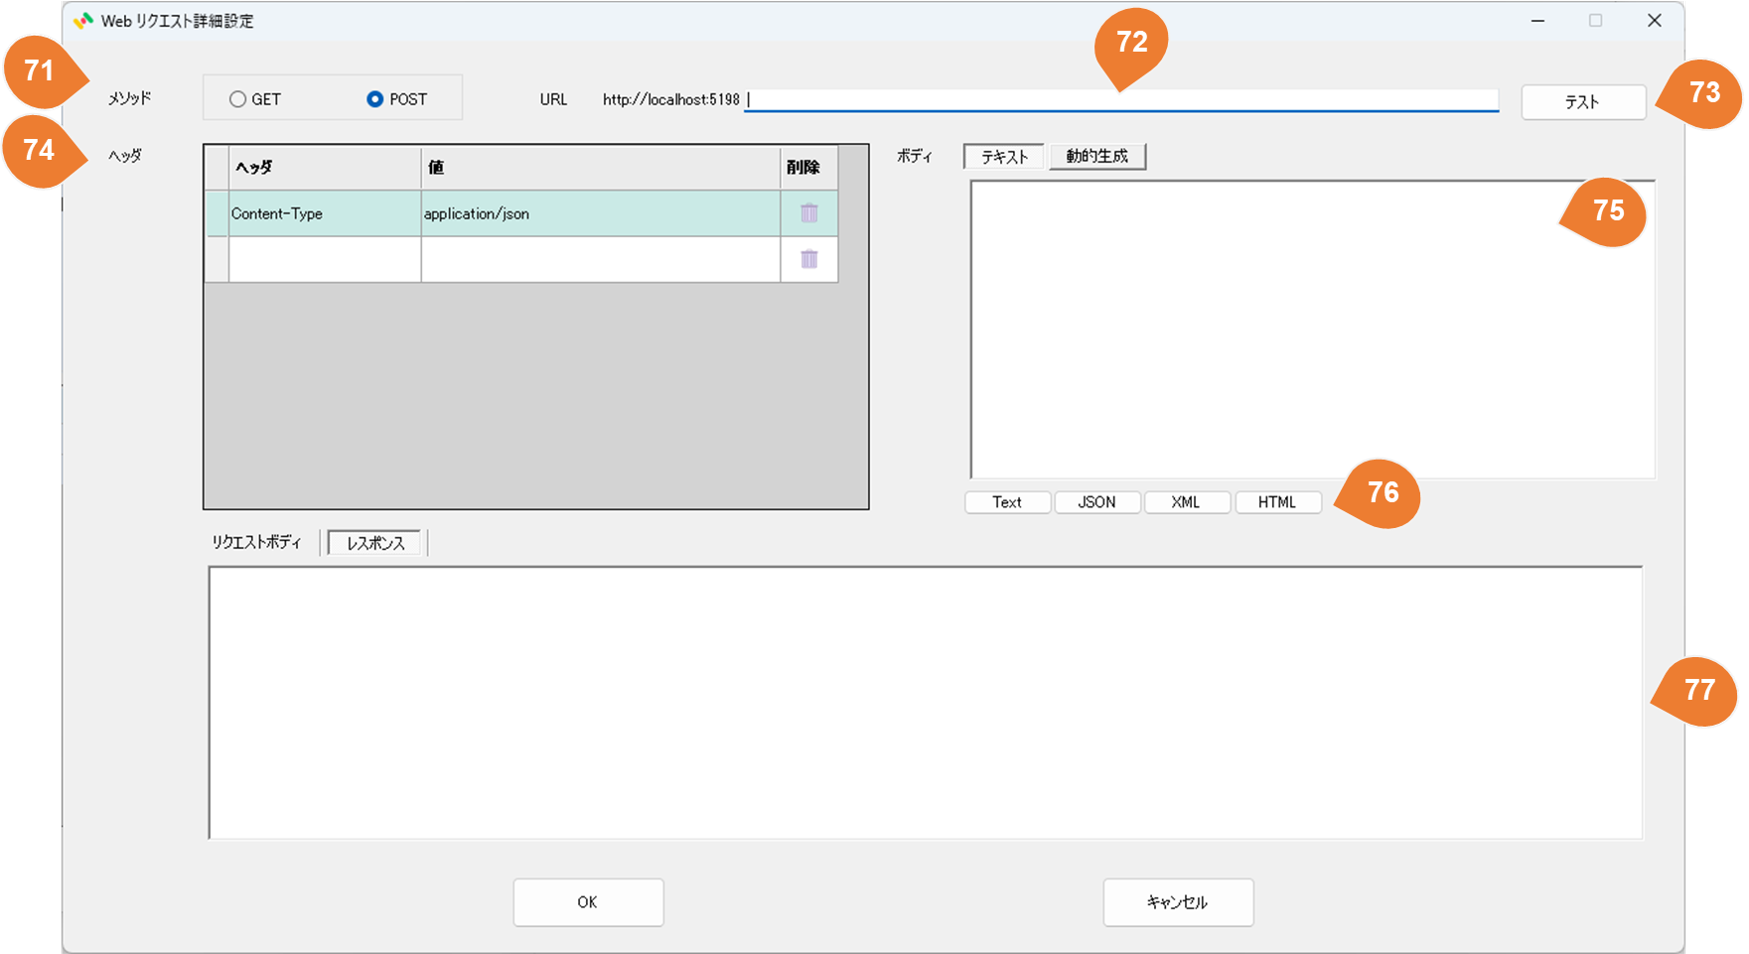 Web リクエスト詳細設定
71
72
73
メソッド
GET
POST
URL
http://localhost:5198
テスト
74
ヘッダ
ヘッダ 値 削除
Content-Type application/json
ボディ
テキスト
動的生成
75
Text
JSON
XML
HTML
76
リクエストボディ
レスポンス
77
OK
キャンセル